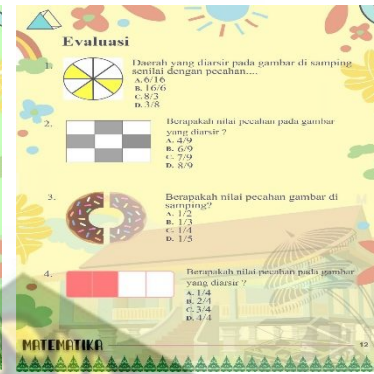 Evaluasi
1. Daerah yang diarsir pada gambar di samping
senilai dengan pecahan....
A. 6/16
B. 16/6
C. 8/3
D. 3/8
2. Berapakah nilai pecahan pada gambar
yang diarsir ?
A. 4/9
B. 6/9
C. 7/9
D. 8/9
3. Berapakah nilai pecahan gambar di
samping?
A. 1/2
B. 1/3
C. 1/4
D. 1/5
4. Berapakah nilai pecahan pada gambar
yang diarsir ?
A. 1/4
B. 2/4
C. 3/4
D. 4/4
MATEMATIKA
12